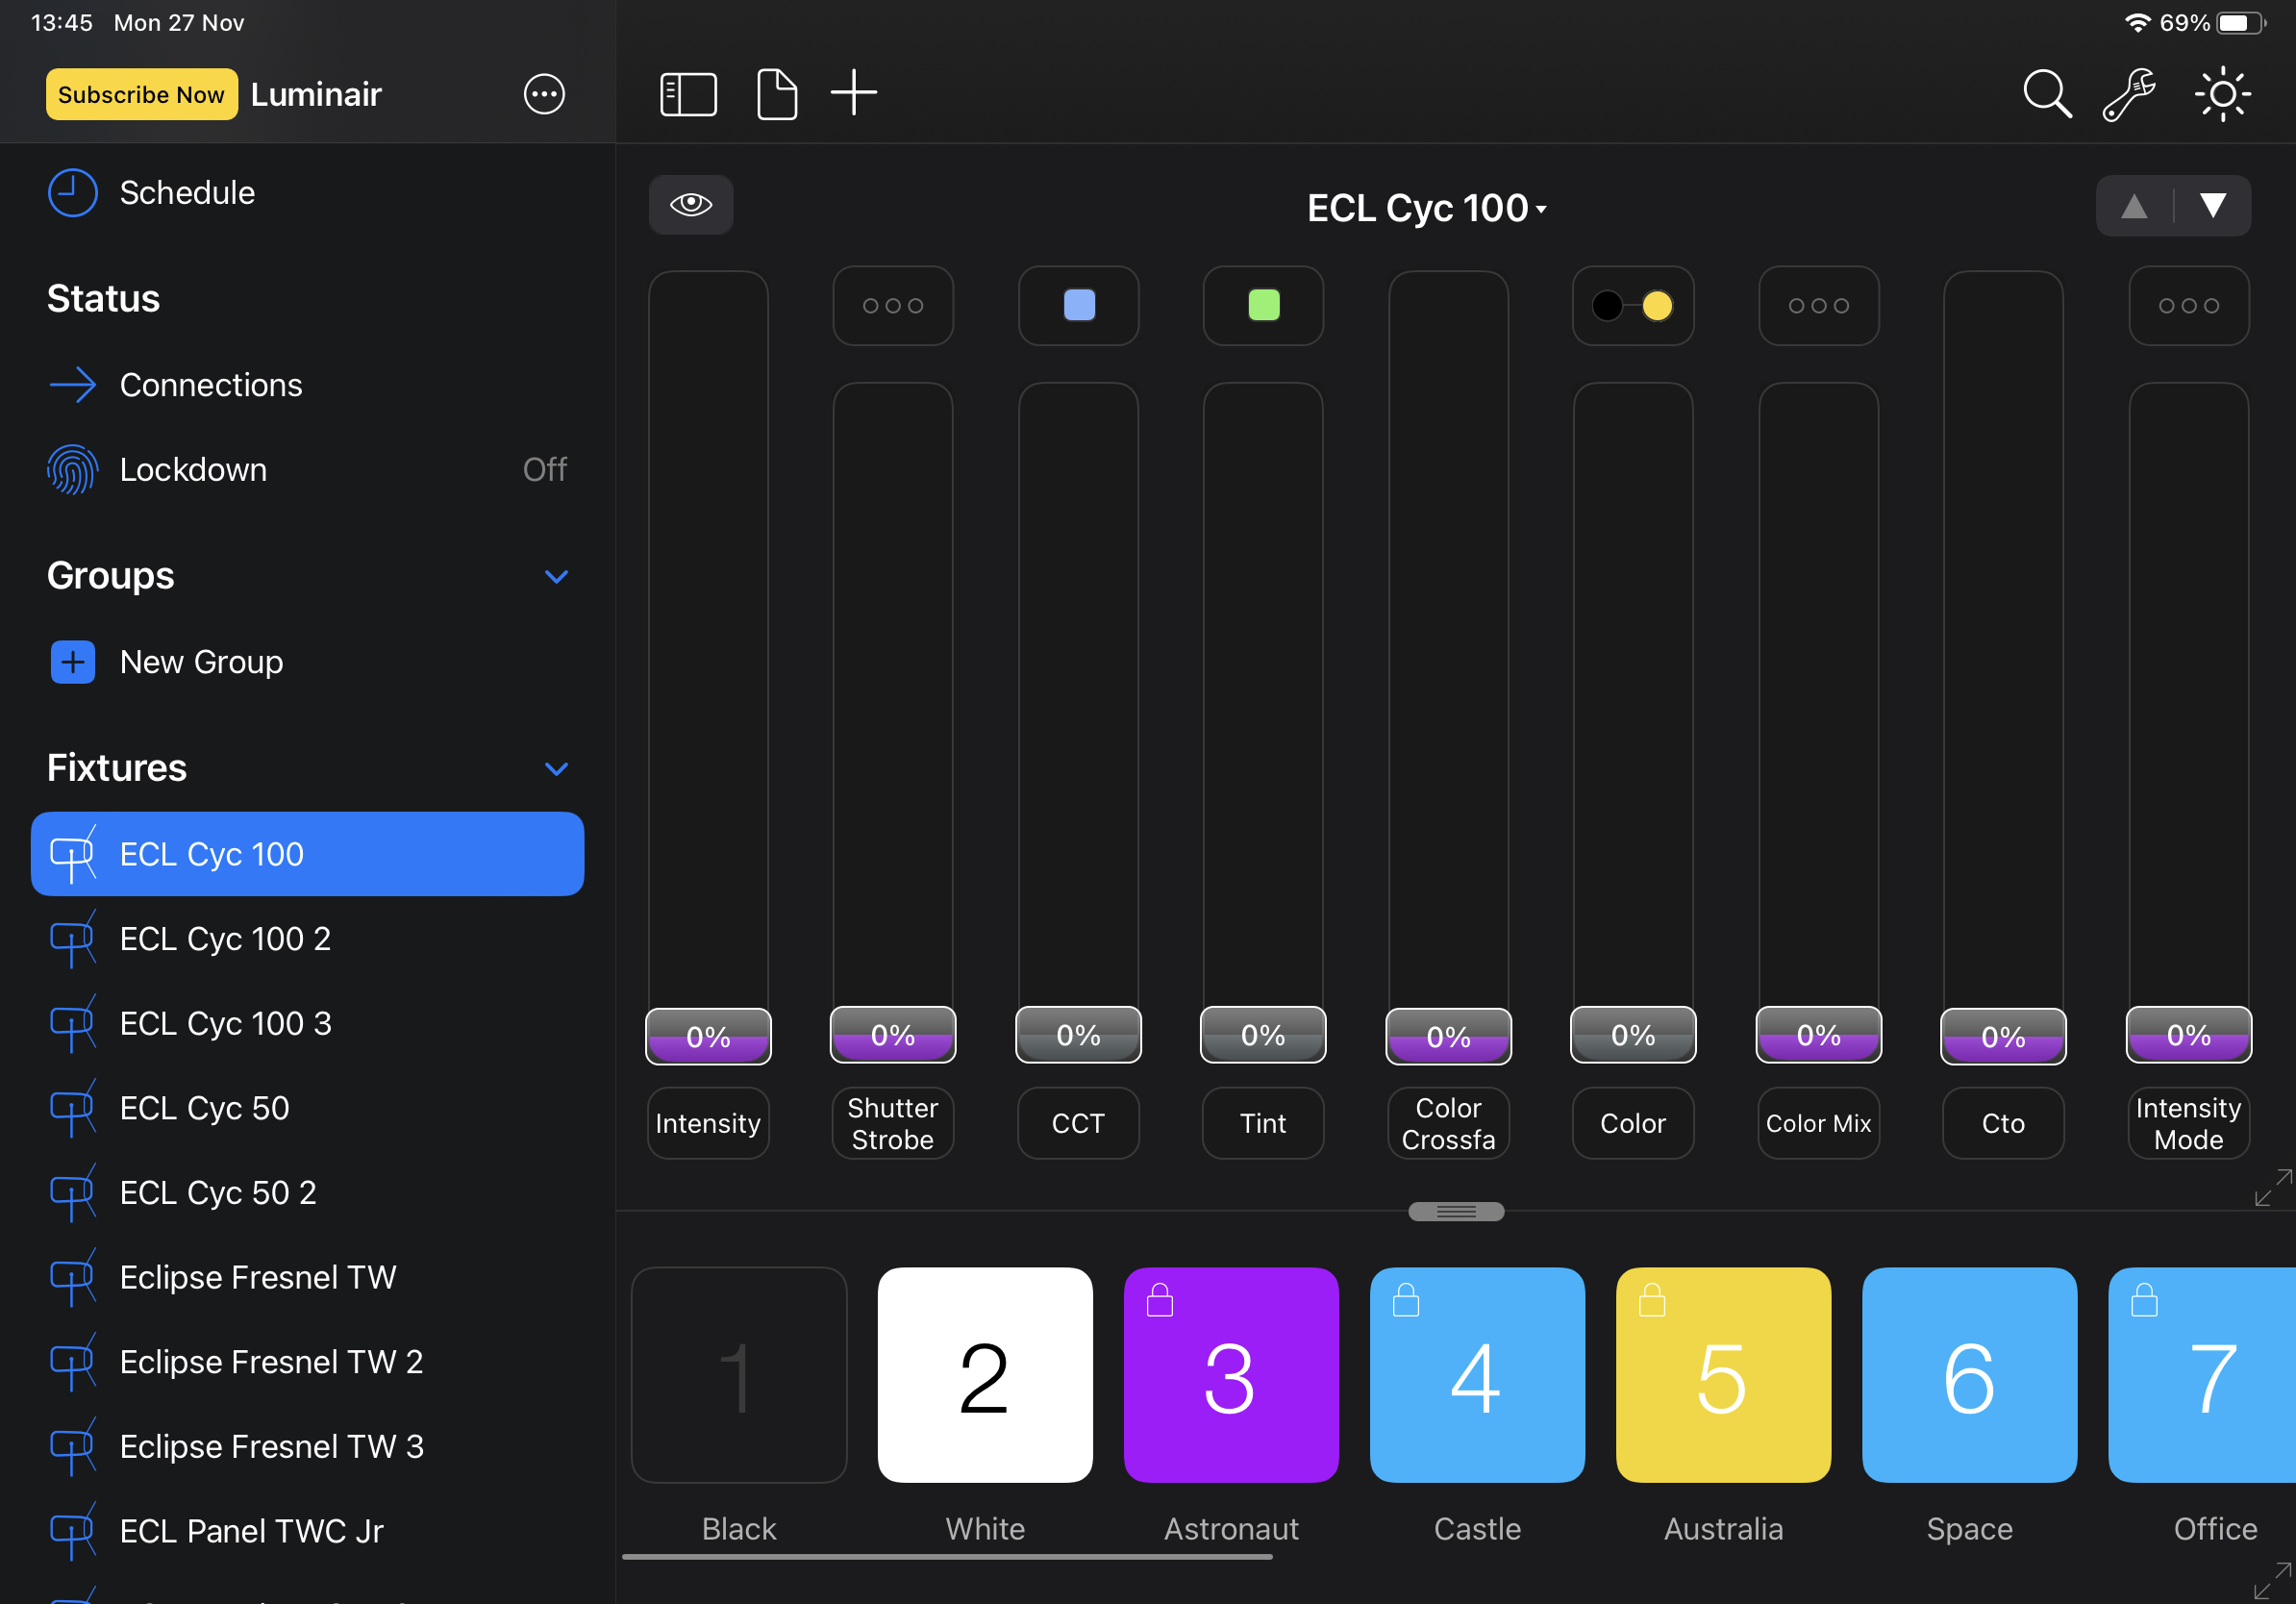 13:45 Mon 27 Nov
69%
Subscribe Now Luminair
Schedule
Status
Connections
Lockdown Off
Groups
New Group
Fixtures
ECL Cyc 100
ECL Cyc 100 2
ECL Cyc 100 3
ECL Cyc 50
ECL Cyc 50 2
Eclipse Fresnel TW
Eclipse Fresnel TW 2
Eclipse Fresnel TW 3
ECL Panel TWC Jr
ECL Cyc 100
0% 0% 0% 0% 0% 0% 0% 0% 0%
Intensity
Shutter
Strobe
CCT
Tint
Color
Crossfa
Color
Color Mix
Cto
Intensity
Mode
1 2 3 4 5 6 7
Black White Astronaut Castle Australia Space Office